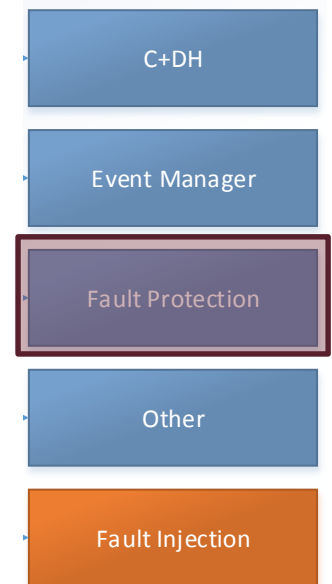 C+DH
Event Manager
Fault Protection
Other
Fault Injection